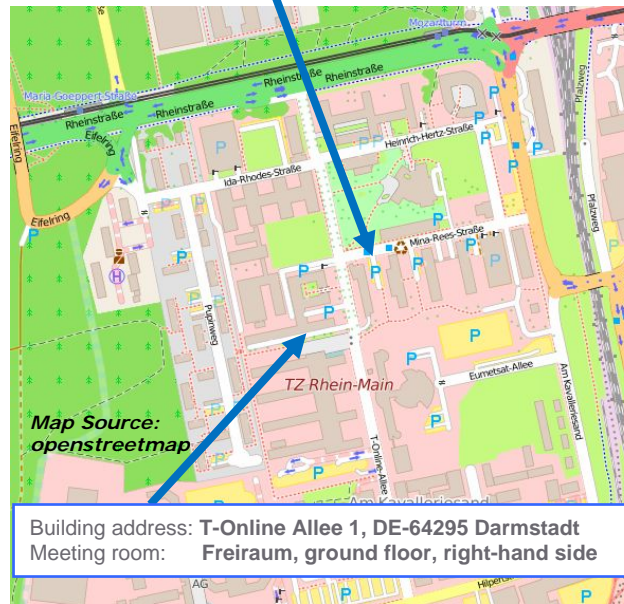 Mozartturm
Rheinstraße
Rheinstraße
Maria-Goeppert-Straße
Rheinstraße
Rheinstraße
Eifelring
Eifelring
Eifelring
Heinrich-Hertz-Straße
Ida-Rhodes-Straße
Pfalzweg
Pfalzweg
Mina-Rees-Straße
Pupinweg
TZ Rhein-Main
Eumetsat-Allee
Am Kavalleriesand
T-Online-Allee
Map Source:
openstreetmap
Am Kavalleriesand
Building address: T-Online Allee 1, DE-64295 Darmstadt
Meeting room: Freiraum, ground floor, right-hand side
AG